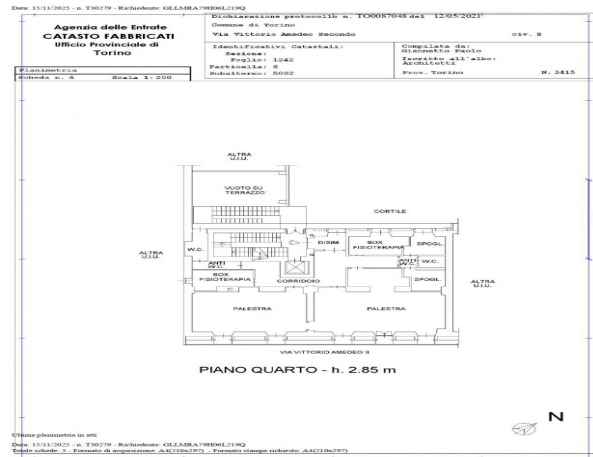 Data: 15/11/2025 - n. T30279 - Richiedente: GLLMRA79H06L219Q
Agenzia delle Entrate
CATASTO FABBRICATI
Ufficio Provinciale di
Torino
Dichiarazione protocollo n. TO0087048 del 12/05/2021
Comune di Torino
Via Vittorio Amedeo Secondo civ. 8
Identificativi Catastali:
Sezione:
Foglio: 1242
Particella: 6
Subalterno: 5002
Compilata da:
Giannetto Paolo
Iscritto all'albo:
Architetti
Prov. Torino N. 3415
Planimetria
Scheda n. 4 Scala 1:200
ALTRA
U.I.U.
VUOTO SU
TERRAZZO
CORTILE
ALTRA
U.I.U.
W.C.
DISIM.
BOX
FISIOTERAPIA
SPOGL.
ANTI
W.C.
ANTI
W.C.
W.C.
BOX
FISIOTERAPIA
CORRIDOIO
SPOGL.
ALTRA
U.I.U.
PALESTRA
PALESTRA
VIA VITTORIO AMEDEO II
PIANO QUARTO - h. 2.85 m
N
Ultima planimetria in atti
Data: 15/11/2025 - n. T30279 - Richiedente: GLLMRA79H06L219Q
Totale schede: 5 - Formato di acquisizione: A4(210x297) - Formato stampa richiesto: A4(210x297)